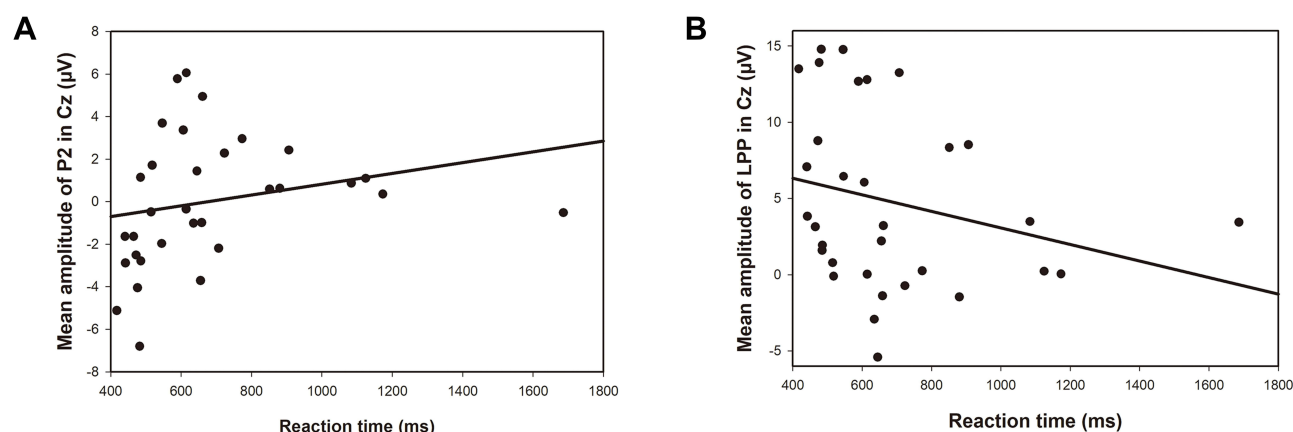 A
Mean amplitude of P2 in Cz (µV)
8
6
4
2
0
-2
-4
-6
-8
400 600 800 1000 1200 1400 1600 1800
Reaction time (ms)
B
Mean amplitude of LPP in Cz (µV)
15
10
5
0
-5
400 600 800 1000 1200 1400 1600 1800
Reaction time (ms)